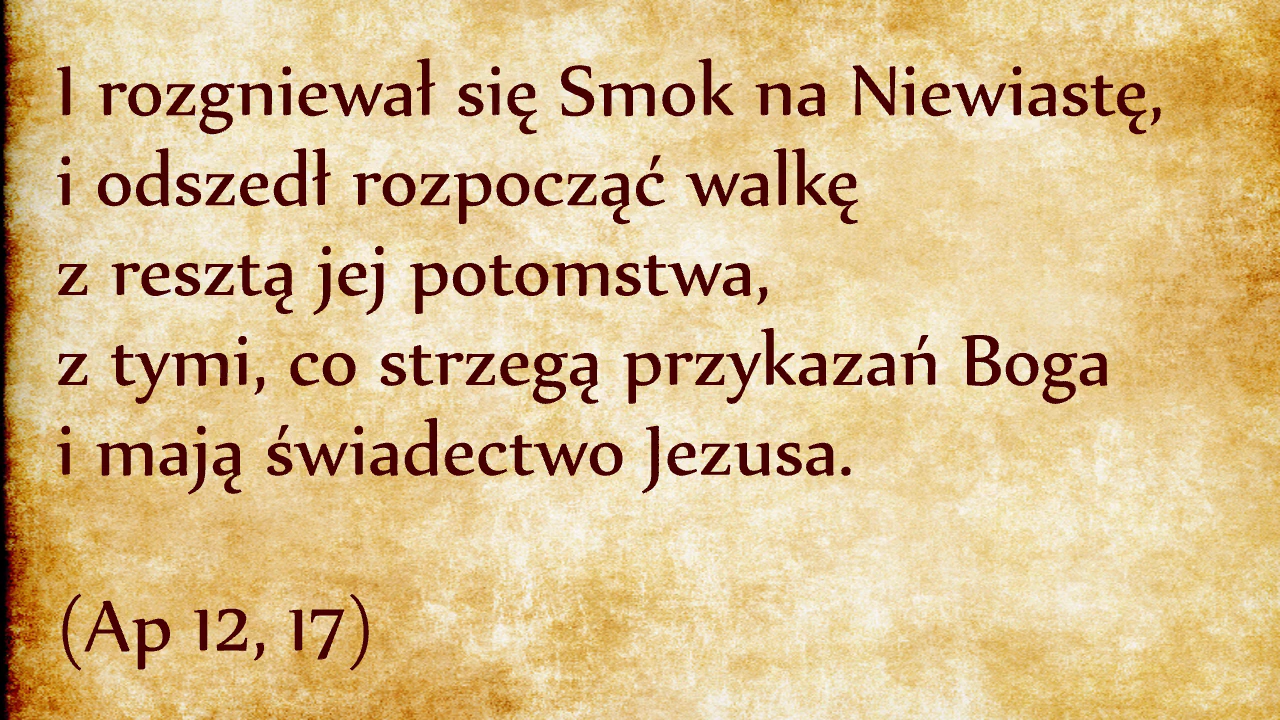 I rozgniewał się Smok na Niewiastę,
i odszedł rozpocząć walkę
z resztą jej potomstwa,
z tymi, co strzegą przykazań Boga
i mają świadectwo Jezusa.
(Ap 12, 17)